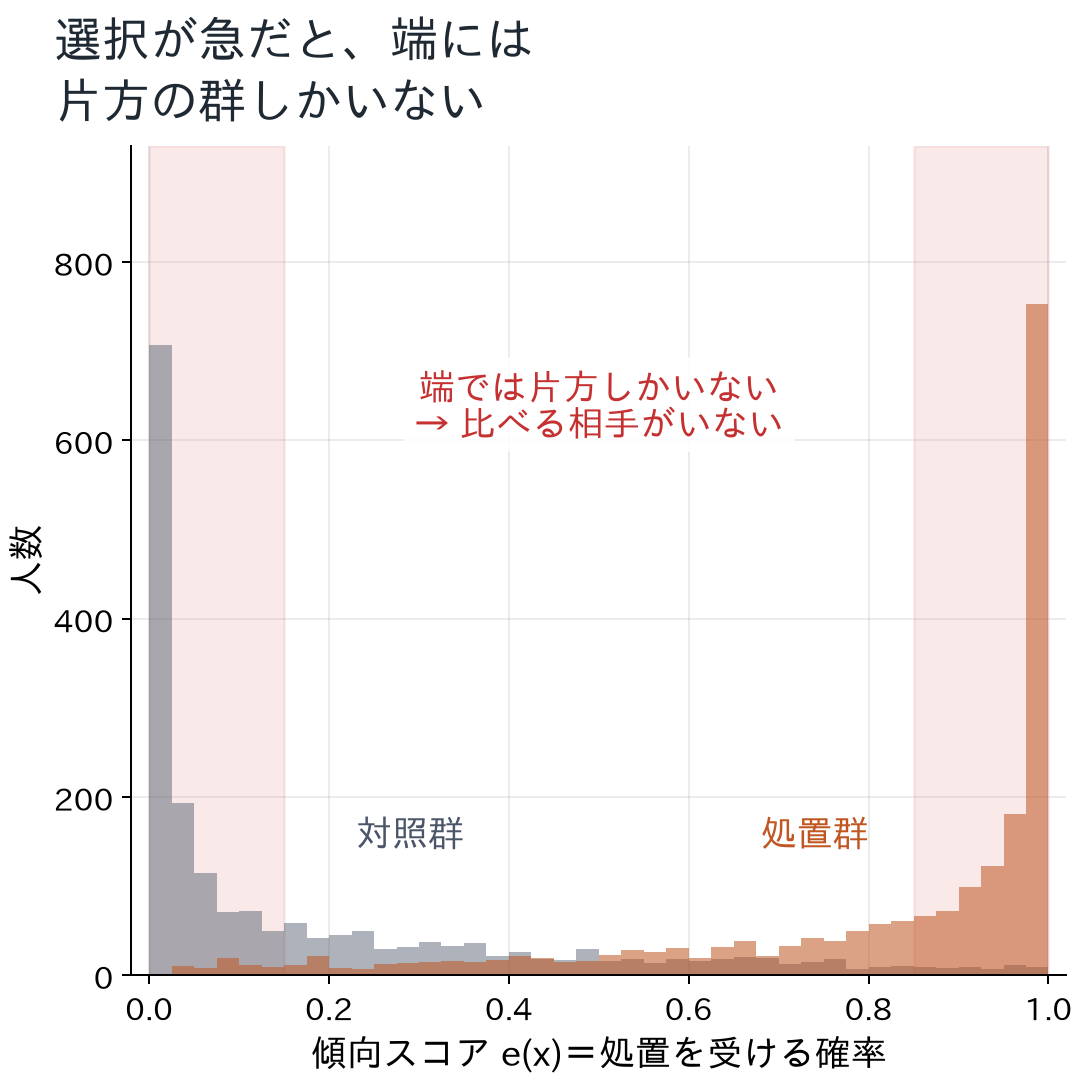 選択が急だと、端には
片方の群しかいない
端では片方しかいない
→ 比べる相手がいない
対照群
処置群
人数
800
600
400
200
0
0.0
0.2
0.4
0.6
0.8
1.0
傾向スコア e(x)＝処置を受ける確率